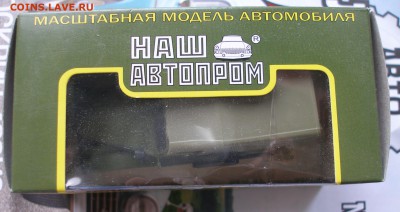 COINS.LAVE.RU
МАСШТАБНАЯ МОДЕЛЬ АВТОМОБИЛЯ
НАШ ®
АВТОПРОМ